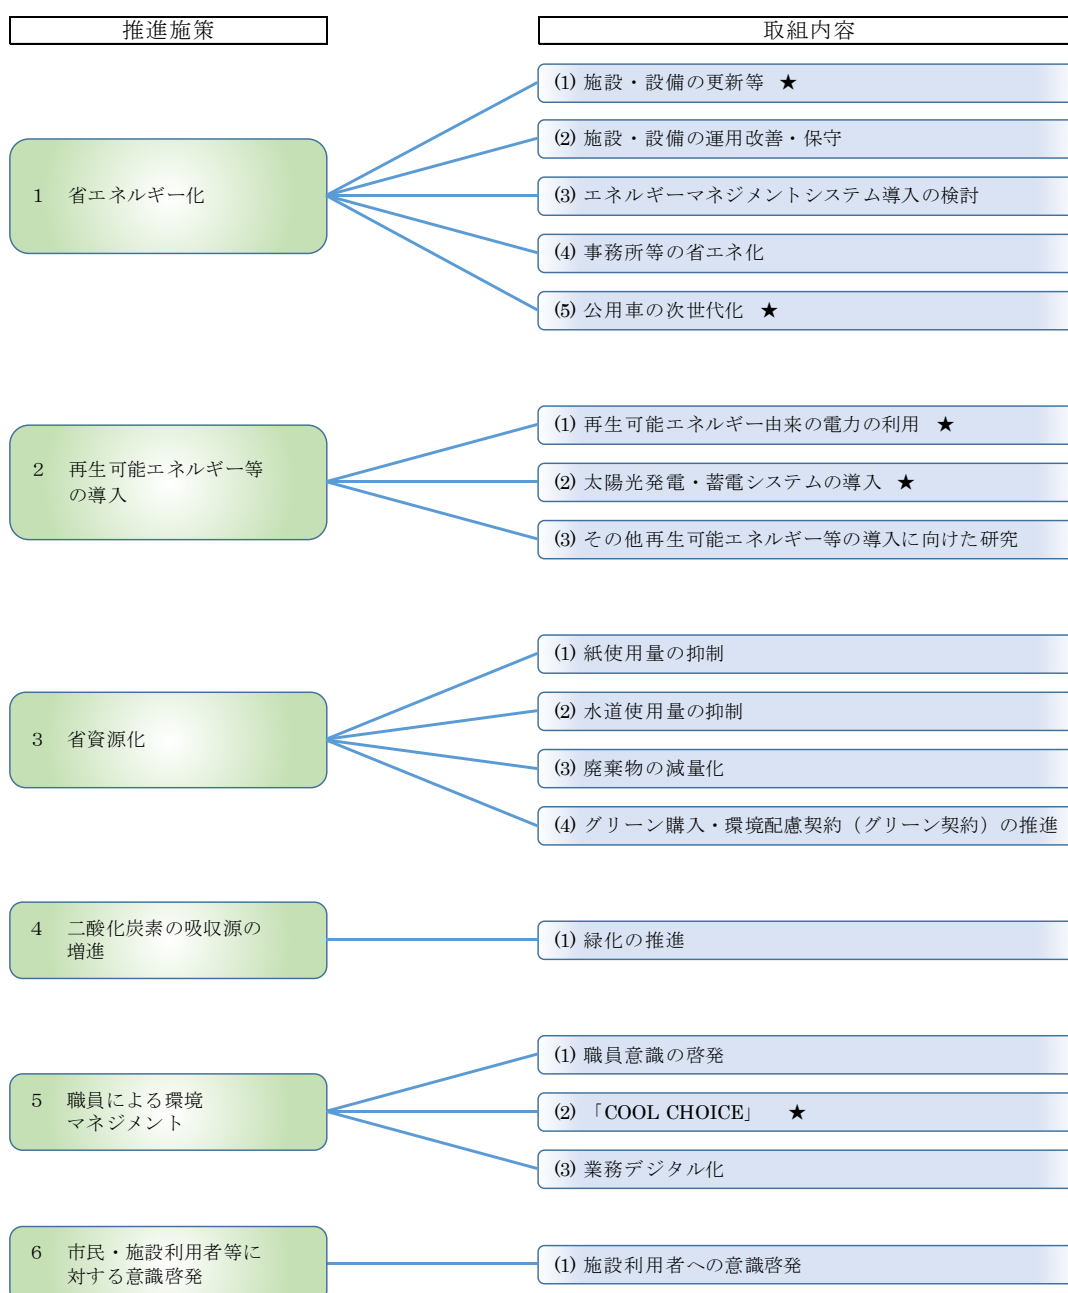 推進施策
取組内容
1 省エネルギー化
(1) 施設・設備の更新等 ★
(2) 施設・設備の運用改善・保守
(3) エネルギーマネジメントシステム導入の検討
(4) 事務所等の省エネ化
(5) 公用車の次世代化 ★
2 再生可能エネルギー等
の導入
(1) 再生可能エネルギー由来の電力の利用 ★
(2) 太陽光発電・蓄電システムの導入 ★
(3) その他再生可能エネルギー等の導入に向けた研究
3 省資源化
(1) 紙使用量の抑制
(2) 水道使用量の抑制
(3) 廃棄物の減量化
(4) グリーン購入・環境配慮契約（グリーン契約）の推進
4 二酸化炭素の吸収源の
増進
(1) 緑化の推進
5 職員による環境
マネジメント
(1) 職員意識の啓発
(2) 「COOL CHOICE」 ★
(3) 業務デジタル化
6 市民・施設利用者等に
対する意識啓発
(1) 施設利用者への意識啓発